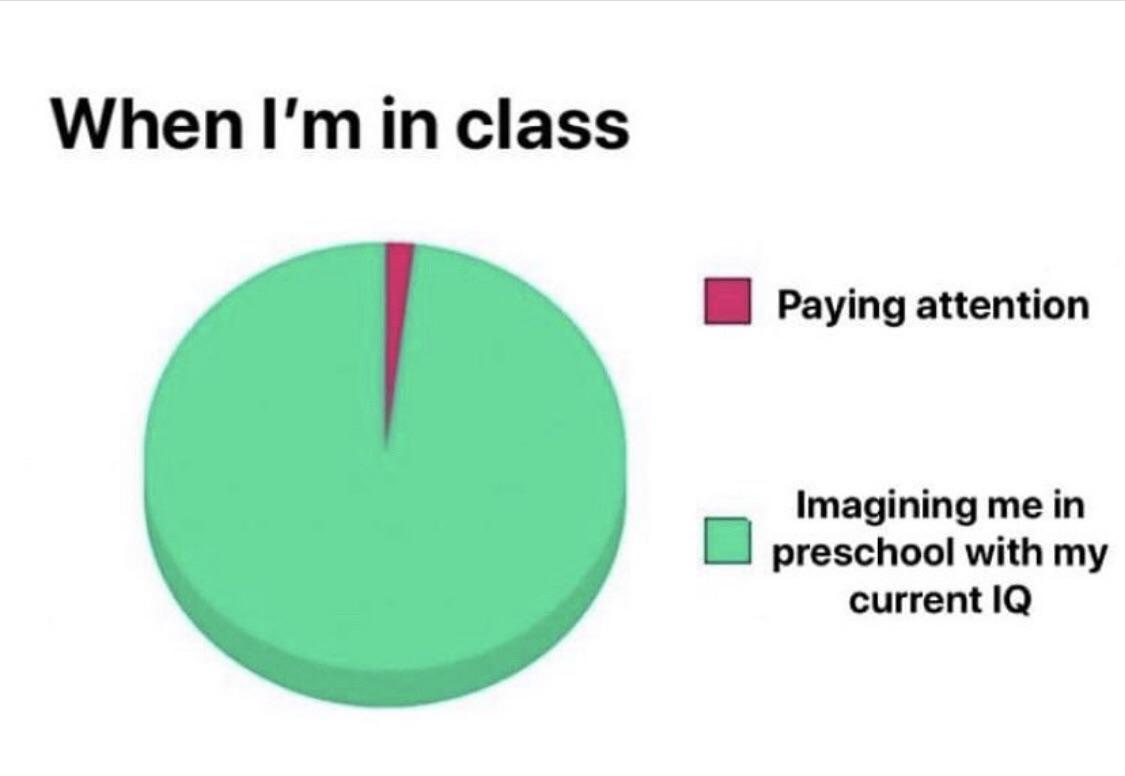 When I’m in class
Paying attention
Imagining me in
preschool with my
current IQ